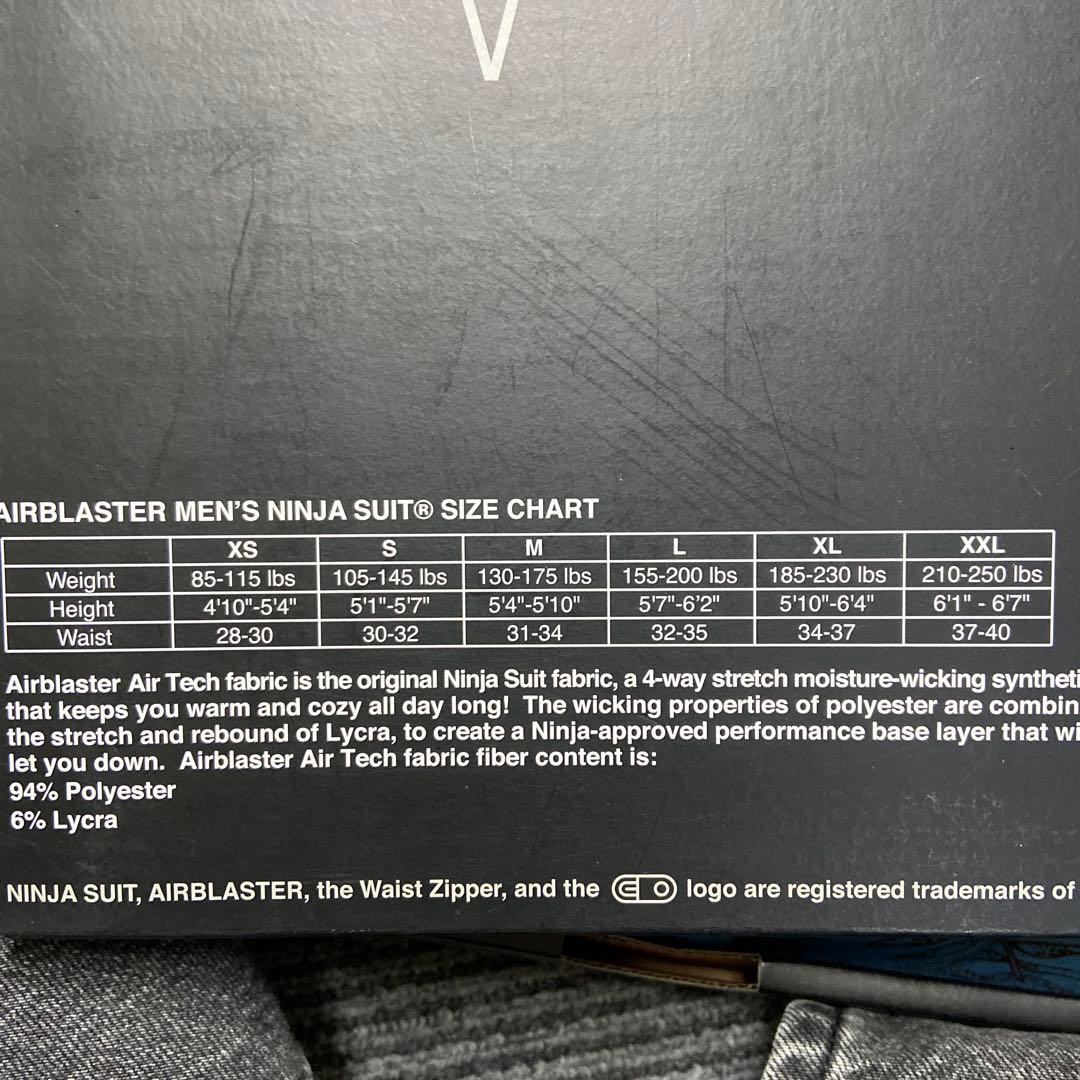 V
AIRBLASTER MEN'S NINJA SUIT® SIZE CHART
XS S M L XL XXL
Weight 85-115 lbs 105-145 lbs 130-175 lbs 155-200 lbs 185-230 lbs 210-250 lbs
Height 4'10"-5'4" 5'1"-5'7" 5'4"-5'10" 5'7"-6'2" 5'10"-6'4" 6'1" - 6'7"
Waist 28-30 30-32 31-34 32-35 34-37 37-40
Airblaster Air Tech fabric is the original Ninja Suit fabric, a 4-way stretch moisture-wicking syntheti
that keeps you warm and cozy all day long! The wicking properties of polyester are combin
the stretch and rebound of Lycra, to create a Ninja-approved performance base layer that wi
let you down. Airblaster Air Tech fabric fiber content is:
94% Polyester
6% Lycra
NINJA SUIT, AIRBLASTER, the Waist Zipper, and the logo are registered trademarks of